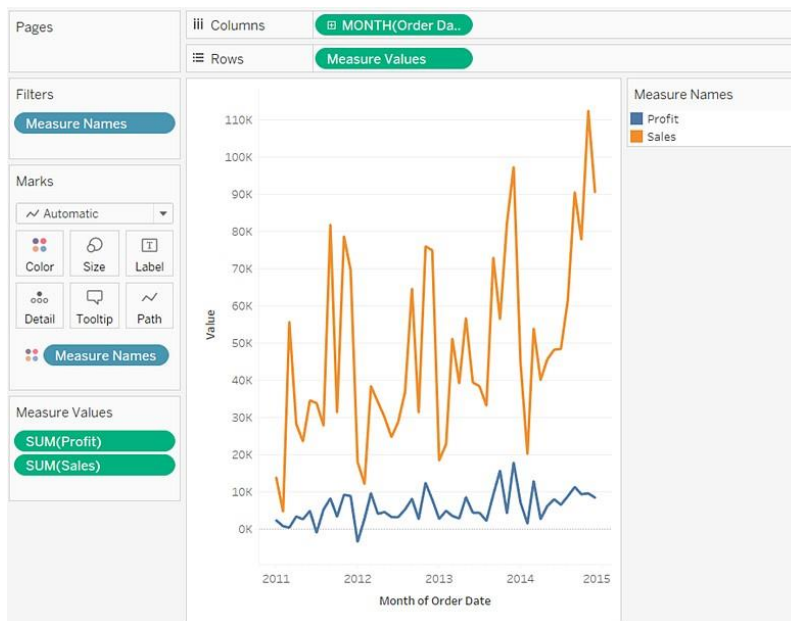 Pages
Columns
MONTH(Order Da..
Rows
Measure Values
Filters
Measure Names
Marks
Automatic
Color
Size
Label
Detail
Tooltip
Path
Measure Names
Measure Values
SUM(Profit)
SUM(Sales)
110K
100K
90K
80K
70K
60K
50K
40K
30K
20K
10K
0K
Value
2011
2012
2013
2014
2015
Month of Order Date
Measure Names
Profit
Sales